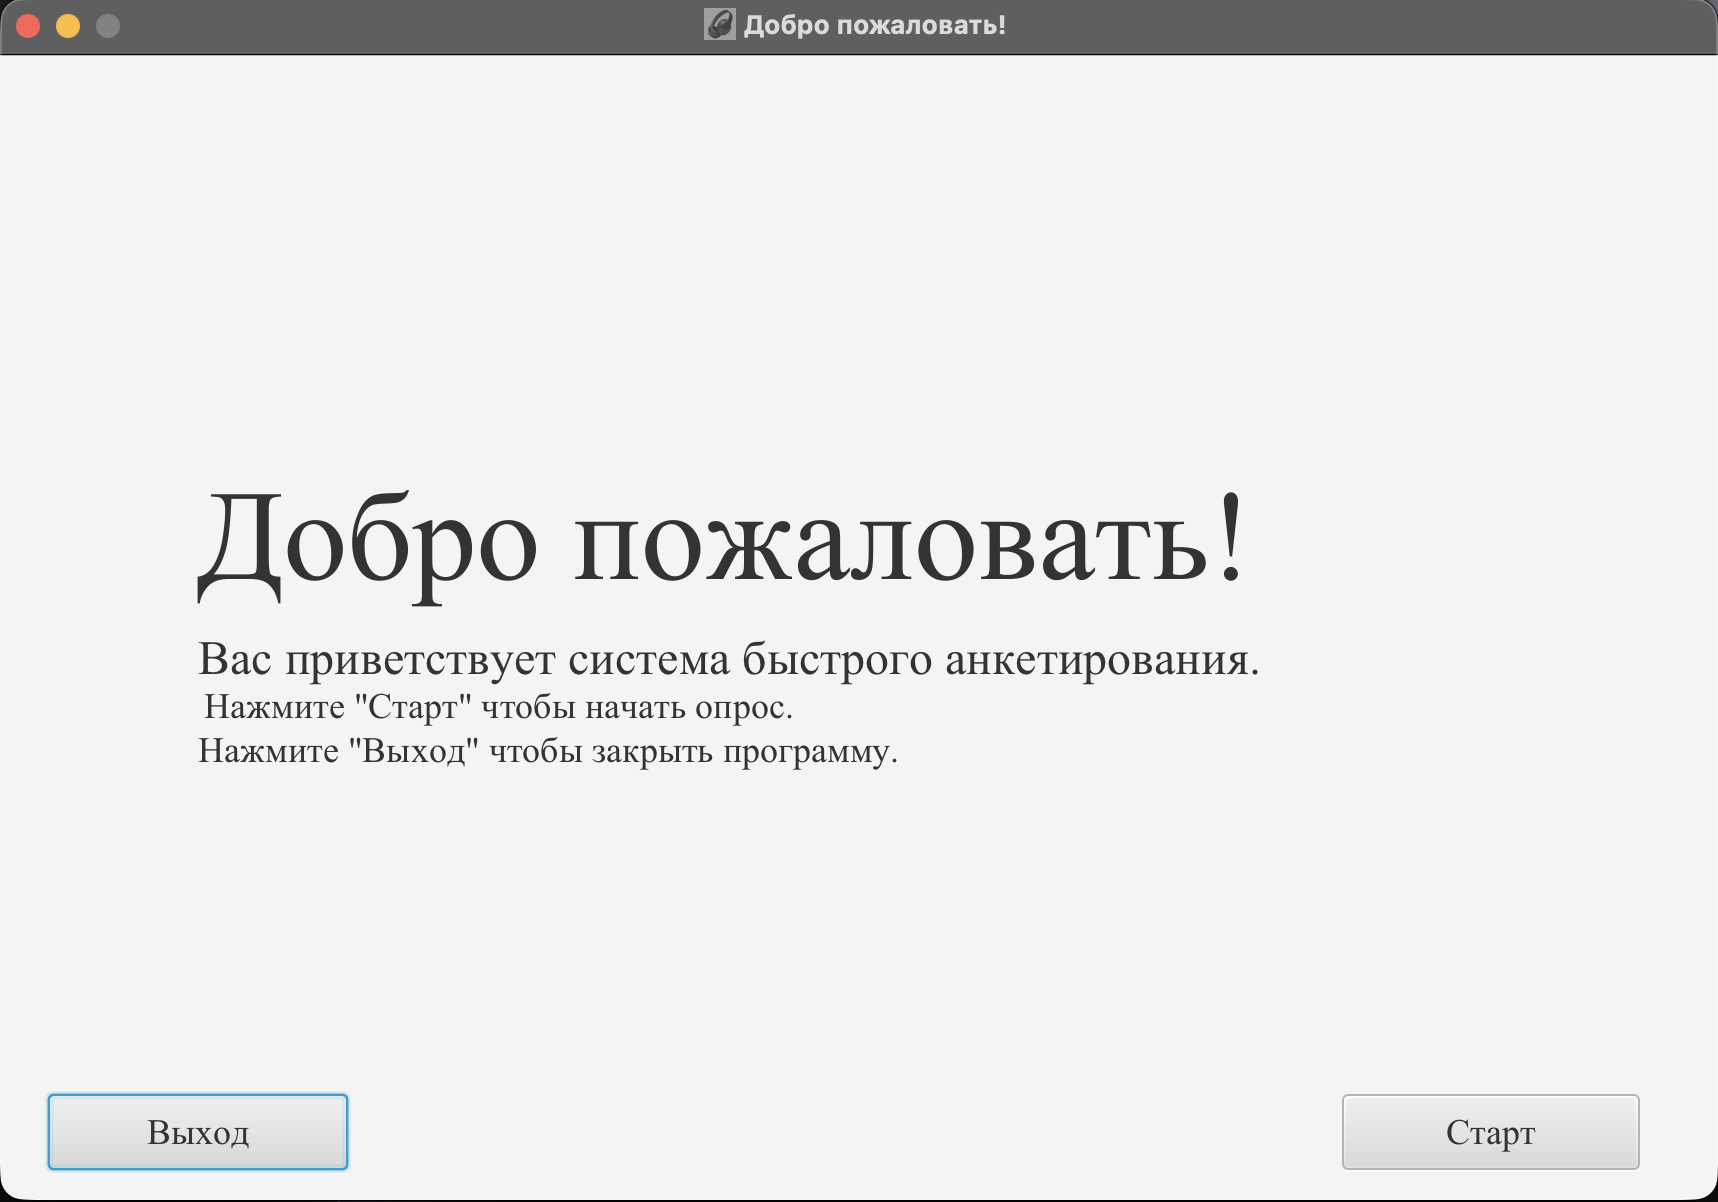 Добро пожаловать!
Добро пожаловать!
Вас приветствует система быстрого анкетирования.
Нажмите "Старт" чтобы начать опрос.
Нажмите "Выход" чтобы закрыть программу.
Выход
Старт